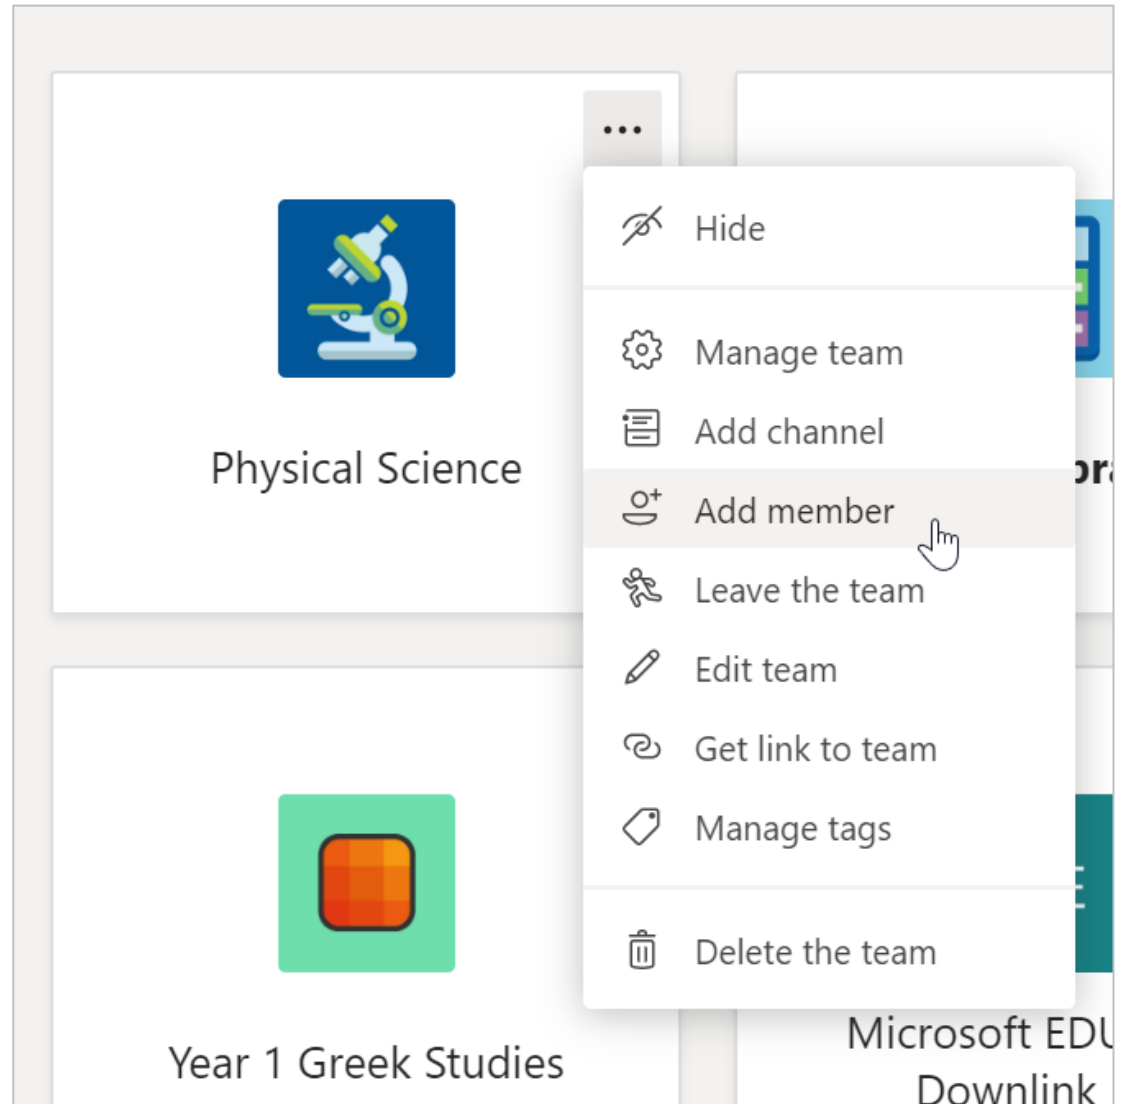 Physical Science
Hide
Manage team
Add channel
Add member
Leave the team
Edit team
Get link to team
Manage tags
Delete the team
Year 1 Greek Studies
Microsoft EDU
Downlink